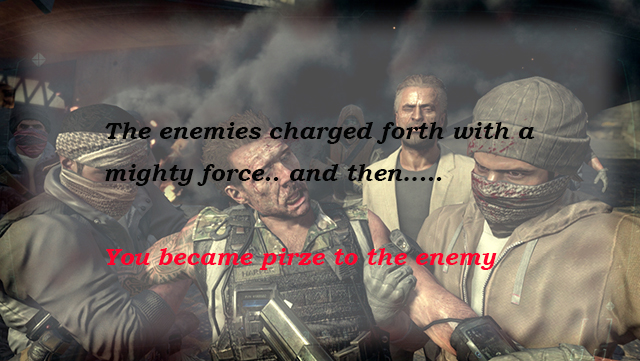 The enemies charged forth with a
mighty force.. and then.....
You became pirze to the enemy